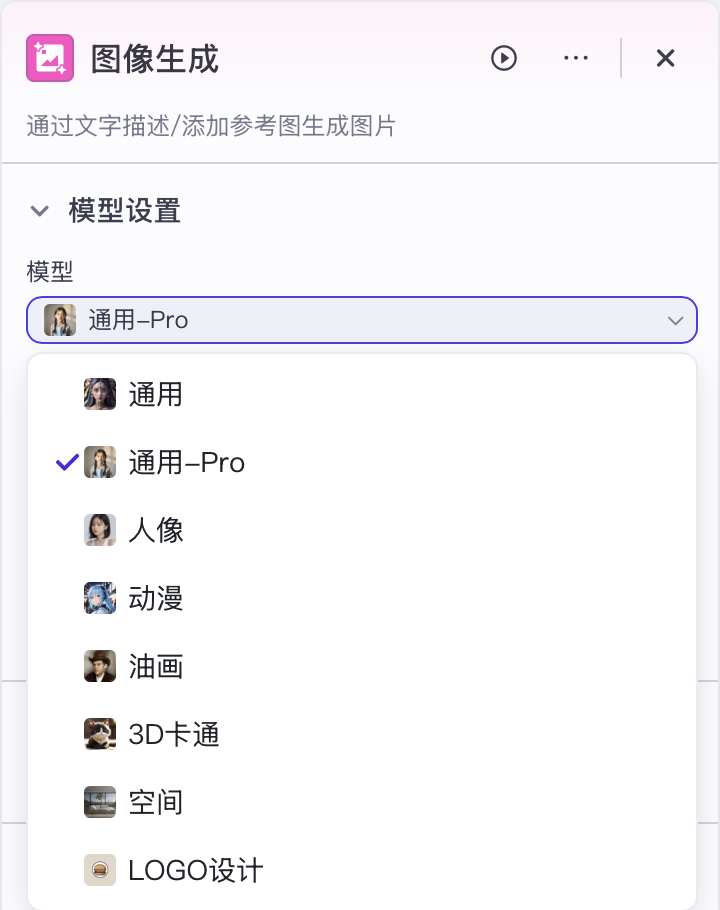 图像生成
通过文字描述/添加参考图生成图片
模型设置
模型
通用-Pro
通用
通用-Pro
人像
动漫
油画
3D卡通
空间
LOGO设计